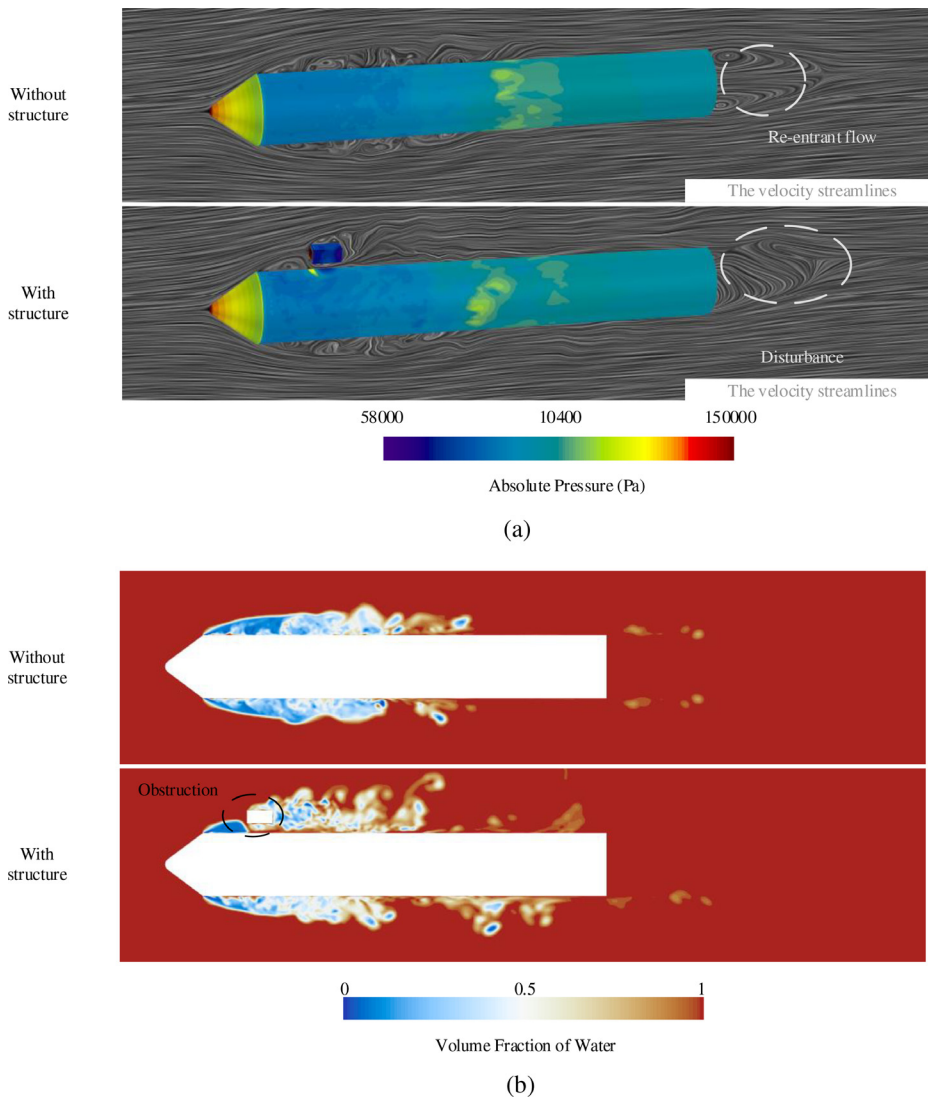 Without
structure
Re-entrant flow
The velocity streamlines
With
structure
Disturbance
The velocity streamlines
58000 10400 150000
Absolute Pressure (Pa)
(a)
Without
structure
Obstruction
With
structure
0 0.5 1
Volume Fraction of Water
(b)